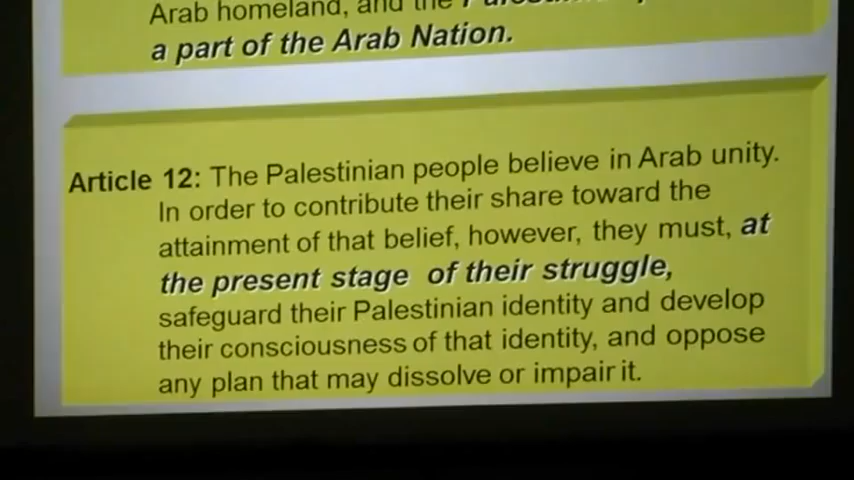 Arab homeland, and the
a part of the Arab Nation.
Article 12: The Palestinian people believe in Arab unity.
In order to contribute their share toward the
attainment of that belief, however, they must, at
the present stage of their struggle,
safeguard their Palestinian identity and develop
their consciousness of that identity, and oppose
any plan that may dissolve or impair it.